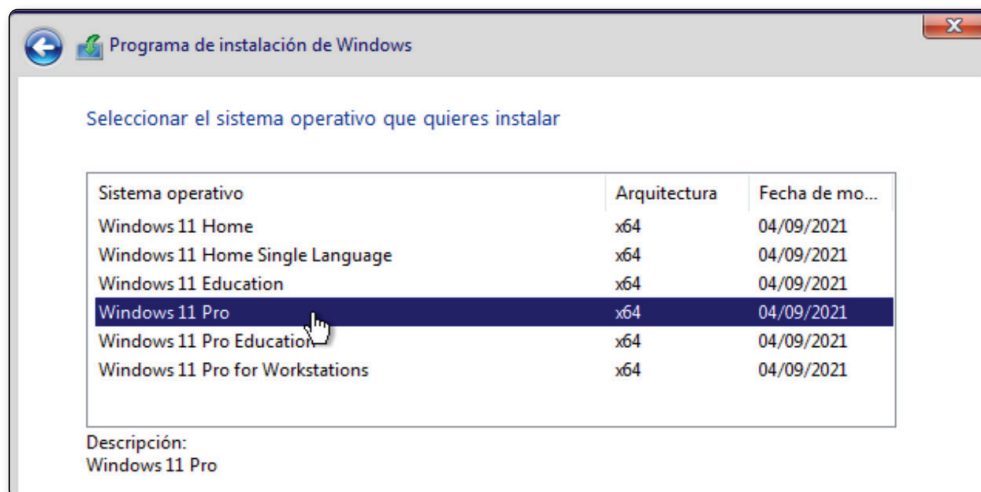 Programa de instalación de Windows
Seleccionar el sistema operativo que quieres instalar
Sistema operativo Arquitectura Fecha de mo...
Windows 11 Home x64 04/09/2021
Windows 11 Home Single Language x64 04/09/2021
Windows 11 Education x64 04/09/2021
Windows 11 Pro x64 04/09/2021
Windows 11 Pro Education x64 04/09/2021
Windows 11 Pro for Workstations x64 04/09/2021
Descripción:
Windows 11 Pro